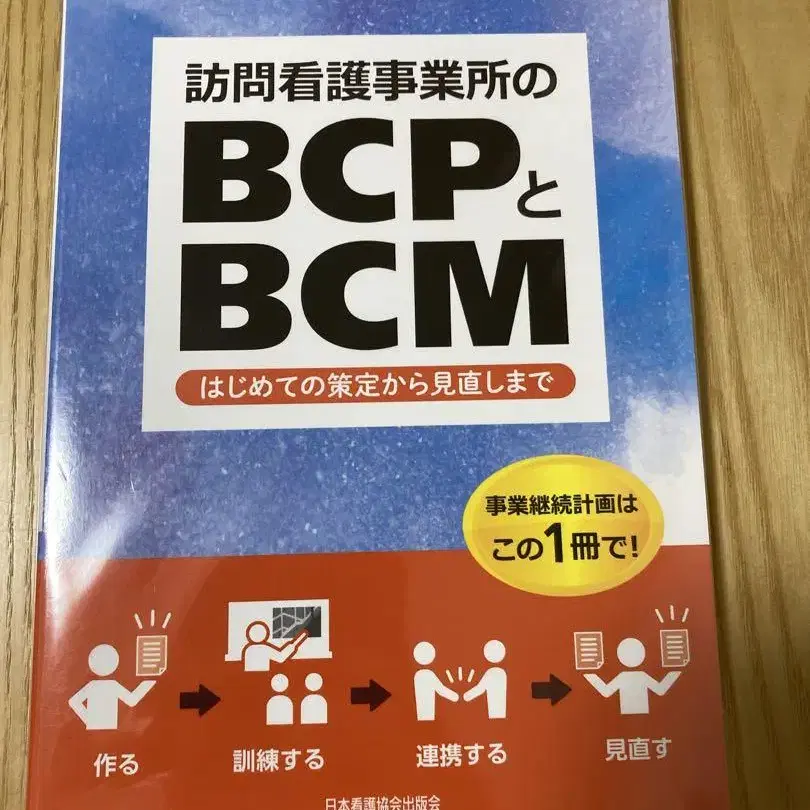 訪問看護事業所の
BCPと
BCM
はじめての策定から見直しまで
事業継続計画は
この1冊で!
作る
訓練する
連携する
見直す
日本看護協会出版会